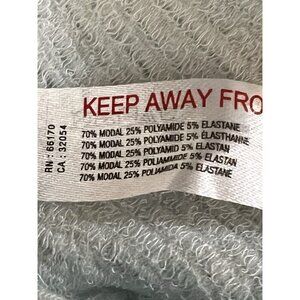 KEEP AWAY FRO
70% MODAL 25% POLYAMIDE 5% ELASTANE
70% MODAL 25% POLYAMIDE 5% ÉLASTHANNE
70% MODAL 25% POLYAMID 5% ELASTAN
70% MODAL 25% POLIAMMIDE 5% ELASTAN
70% MODAL 25% POLIAMIDA 5% ELASTANE
RN : 66170
CA : 32054